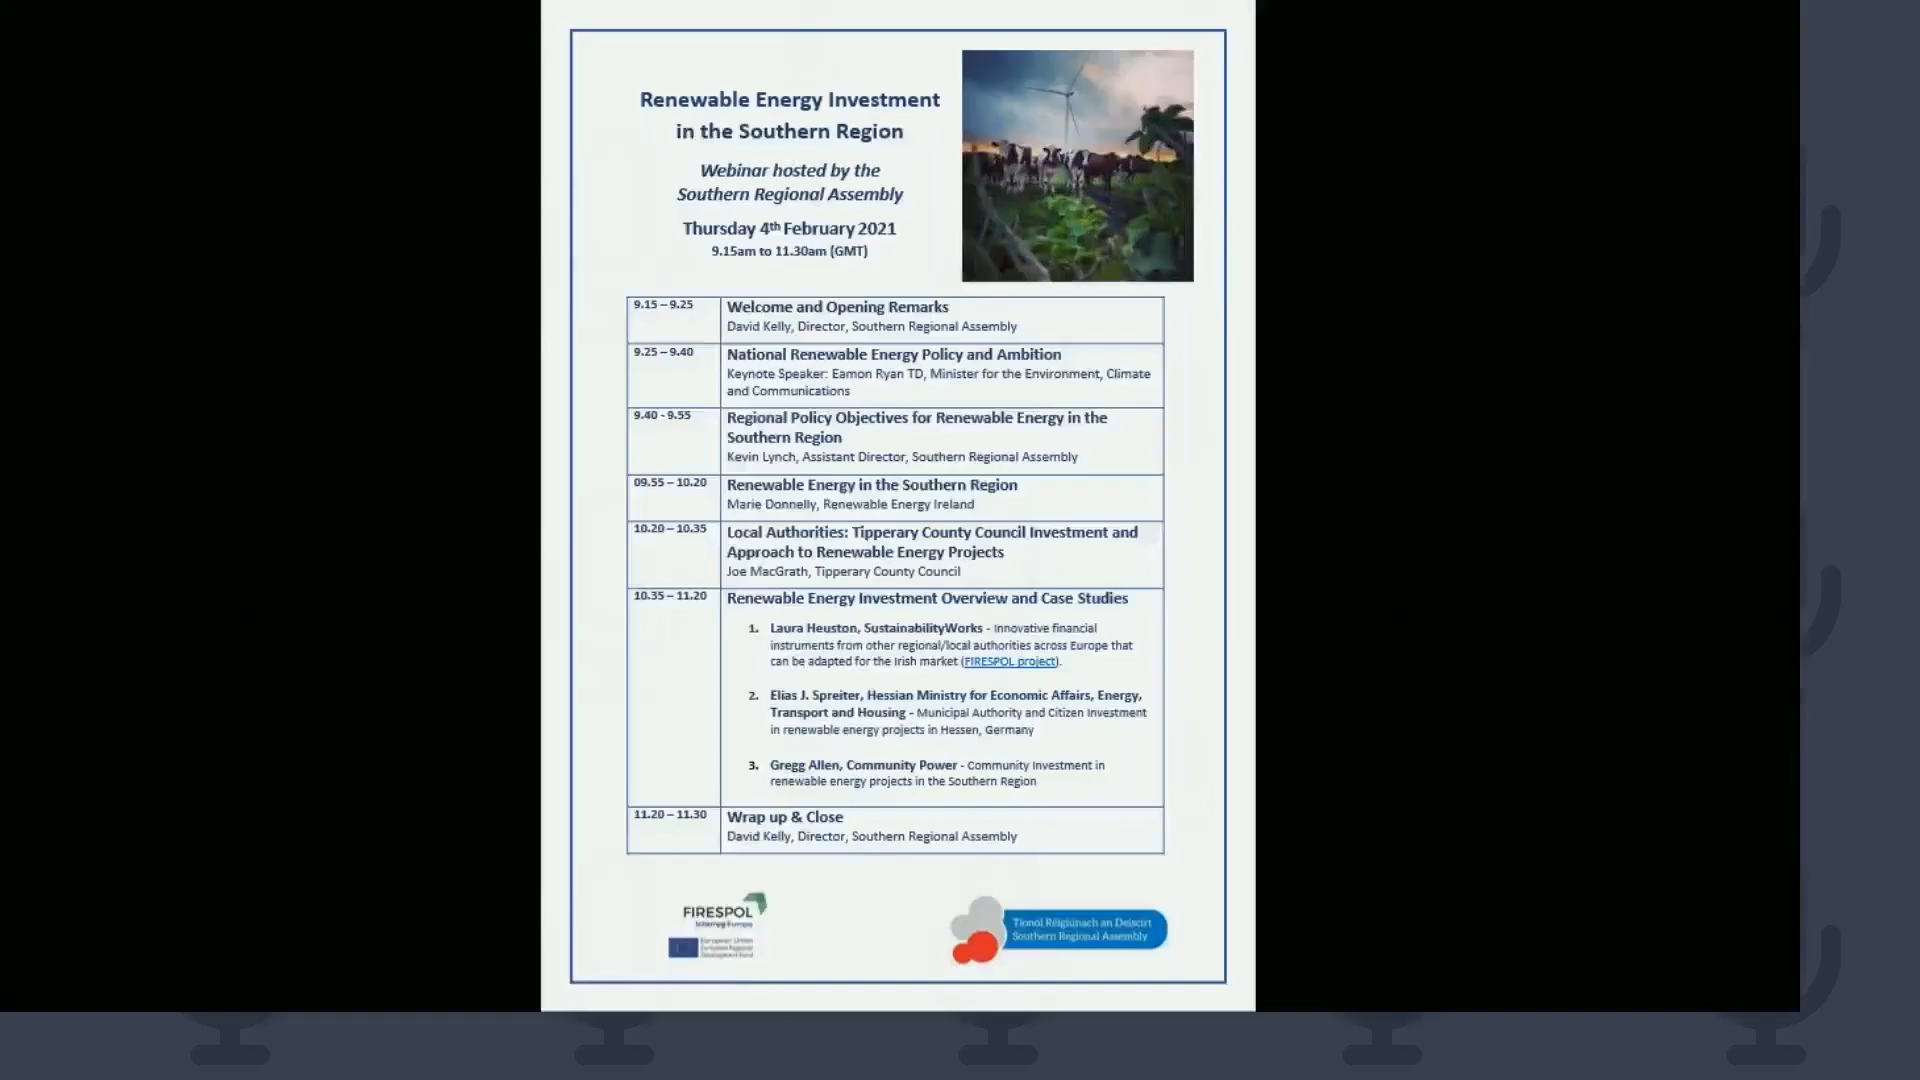 Renewable Energy Investment
in the Southern Region
Webinar hosted by the
Southern Regional Assembly
Thursday 4th February 2021
9.15am to 11.30am (GMT)
9.15 – 9.25
Welcome and Opening Remarks
David Kelly, Director, Southern Regional Assembly
9.25 – 9.40
National Renewable Energy Policy and Ambition
Keynote Speaker: Eamon Ryan TD, Minister for the Environment, Climate
and Communications
9.40 - 9.55
Regional Policy Objectives for Renewable Energy in the
Southern Region
Kevin Lynch, Assistant Director, Southern Regional Assembly
09.55 – 10.20
Renewable Energy in the Southern Region
Marie Donnelly, Renewable Energy Ireland
10.20 – 10.35
Local Authorities: Tipperary County Council Investment and
Approach to Renewable Energy Projects
Joe MacGrath, Tipperary County Council
10.35 – 11.20
Renewable Energy Investment Overview and Case Studies
1. Laura Heuston, SustainabilityWorks - Innovative financial
instruments from other regional/local authorities across Europe that
can be adapted for the Irish market (FIRESPOL project).
2. Elias J. Spreiter, Hessian Ministry for Economic Affairs, Energy,
Transport and Housing - Municipal Authority and Citizen Investment
in renewable energy projects in Hessen, Germany
3. Gregg Allen, Community Power - Community Investment in
renewable energy projects in the Southern Region
11.20 – 11.30
Wrap up & Close
David Kelly, Director, Southern Regional Assembly
FIRESPOL
Interreg Europe
European Union
European Regional
Development Fund
Tionól Réigiúnach an Deiscirt
Southern Regional Assembly